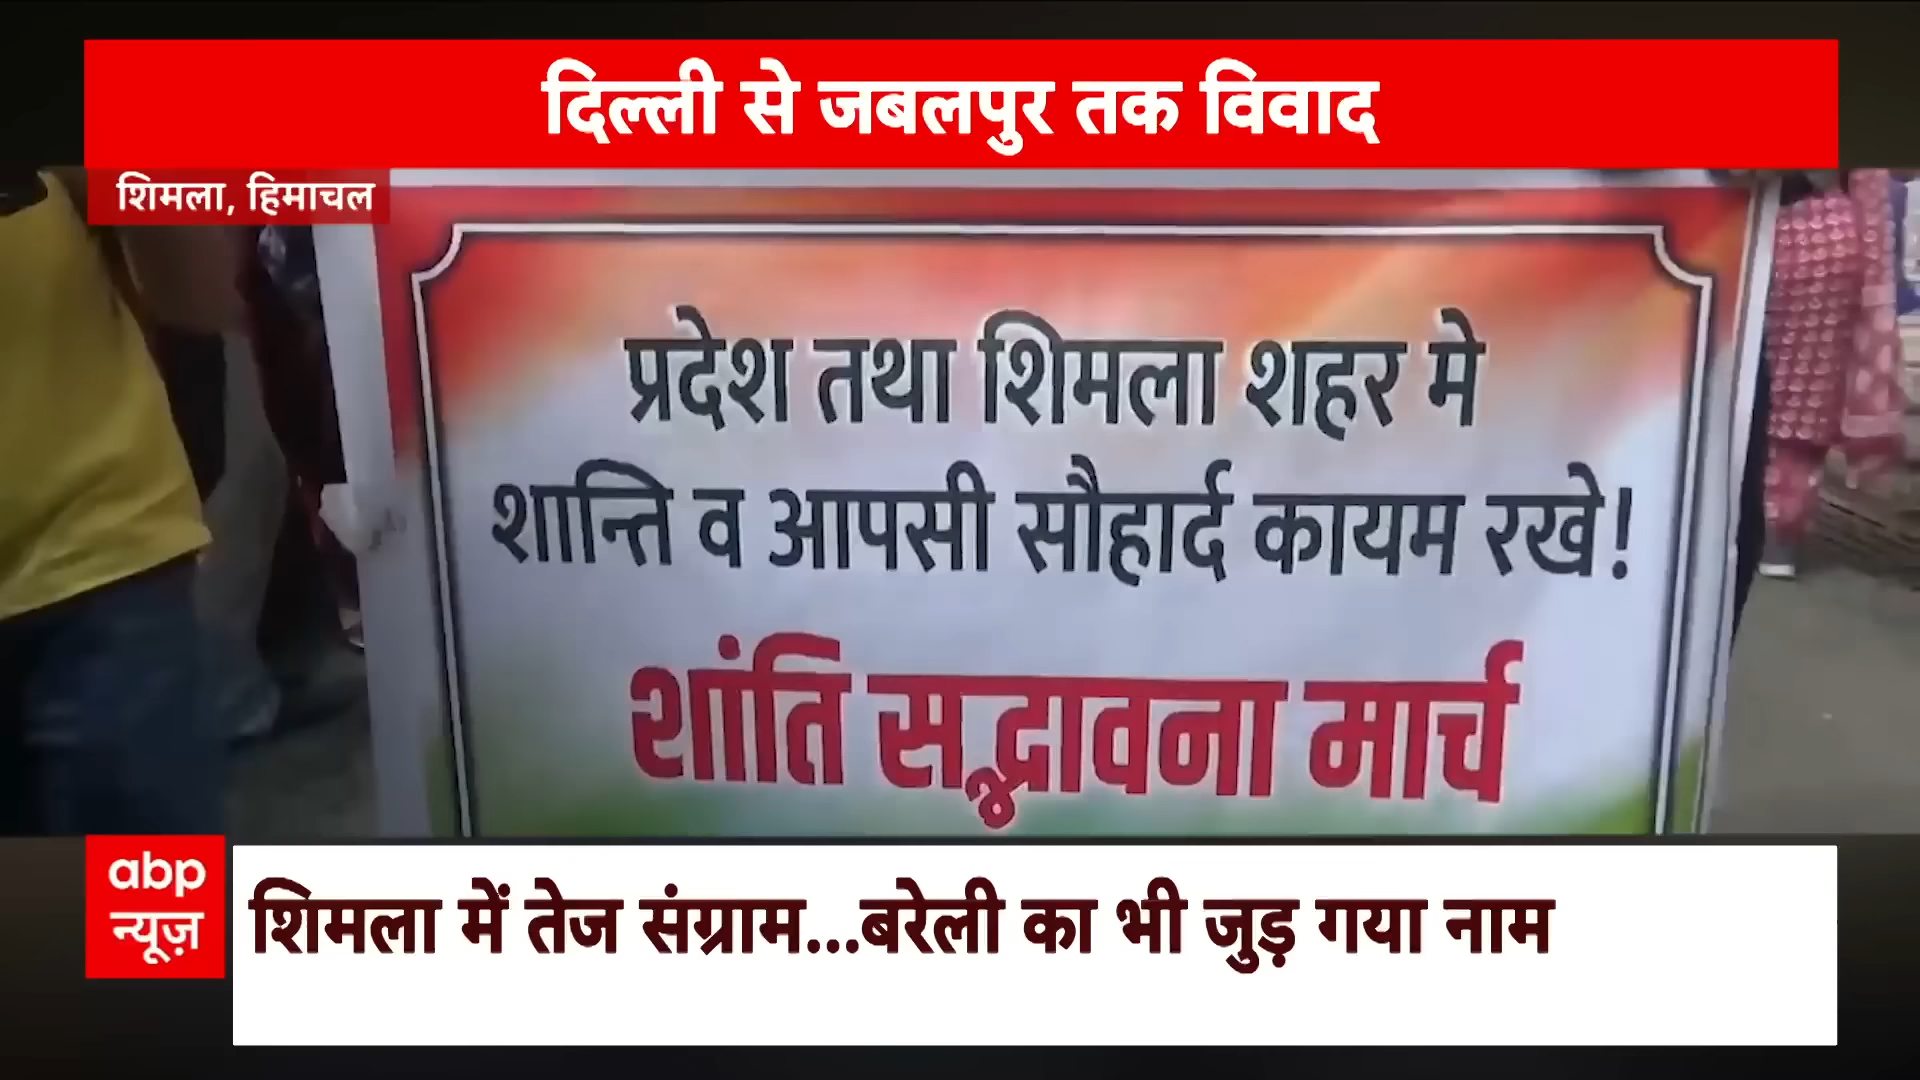 दिल्ली से जबलपुर तक विवाद
शिमला, हिमाचल
प्रदेश तथा शिमला शहर मे
शान्ति व आपसी सौहार्द कायम रखे!
शांति सद्भावना मार्च
abp
न्यूज़
शिमला में तेज संग्राम...बरेली का भी जुड़ गया नाम